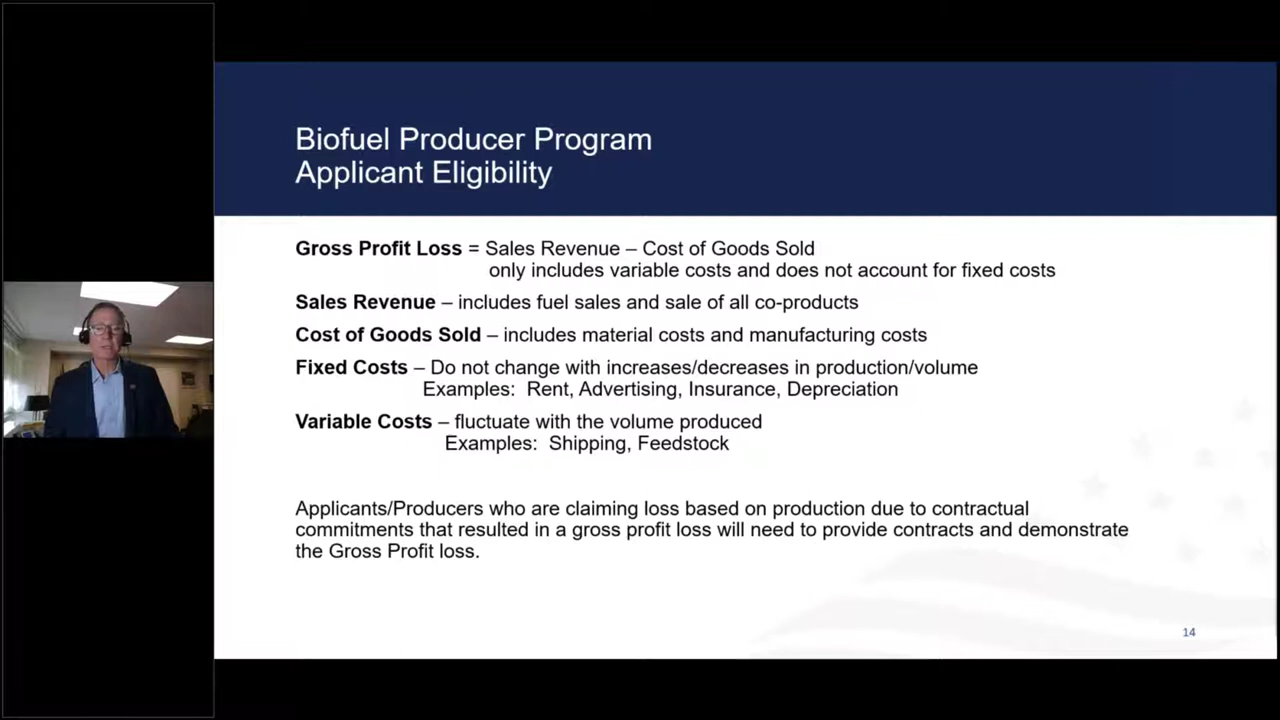 Biofuel Producer Program
Applicant Eligibility
Gross Profit Loss = Sales Revenue – Cost of Goods Sold
only includes variable costs and does not account for fixed costs
Sales Revenue – includes fuel sales and sale of all co-products
Cost of Goods Sold – includes material costs and manufacturing costs
Fixed Costs – Do not change with increases/decreases in production/volume
Examples: Rent, Advertising, Insurance, Depreciation
Variable Costs – fluctuate with the volume produced
Examples: Shipping, Feedstock
Applicants/Producers who are claiming loss based on production due to contractual
commitments that resulted in a gross profit loss will need to provide contracts and demonstrate
the Gross Profit loss.
14